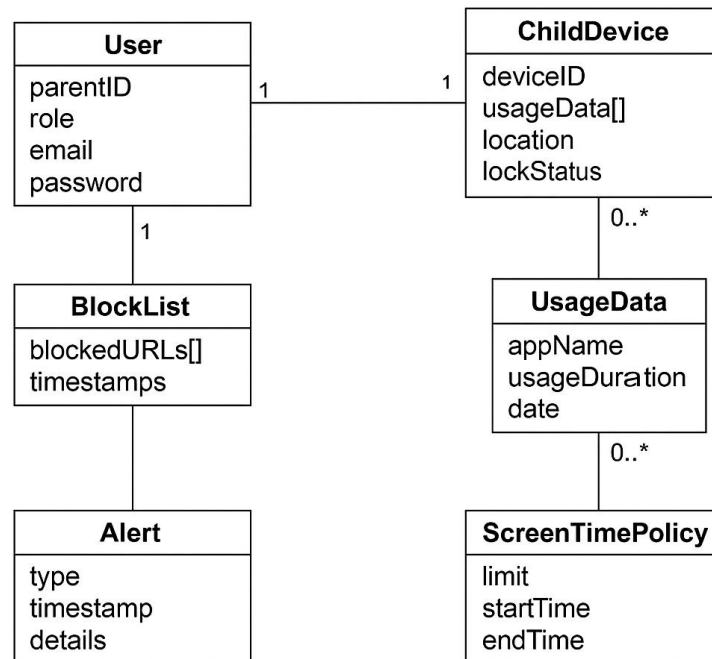 User
parentID
role
email
password
1
1
ChildDevice
deviceID
usageData[]
location
lockStatus
1
0..*
BlockList
blockedURLs[]
timestamps
UsageData
appName
usageDuration
date
0..*
Alert
type
timestamp
details
ScreenTimePolicy
limit
startTime
endTime